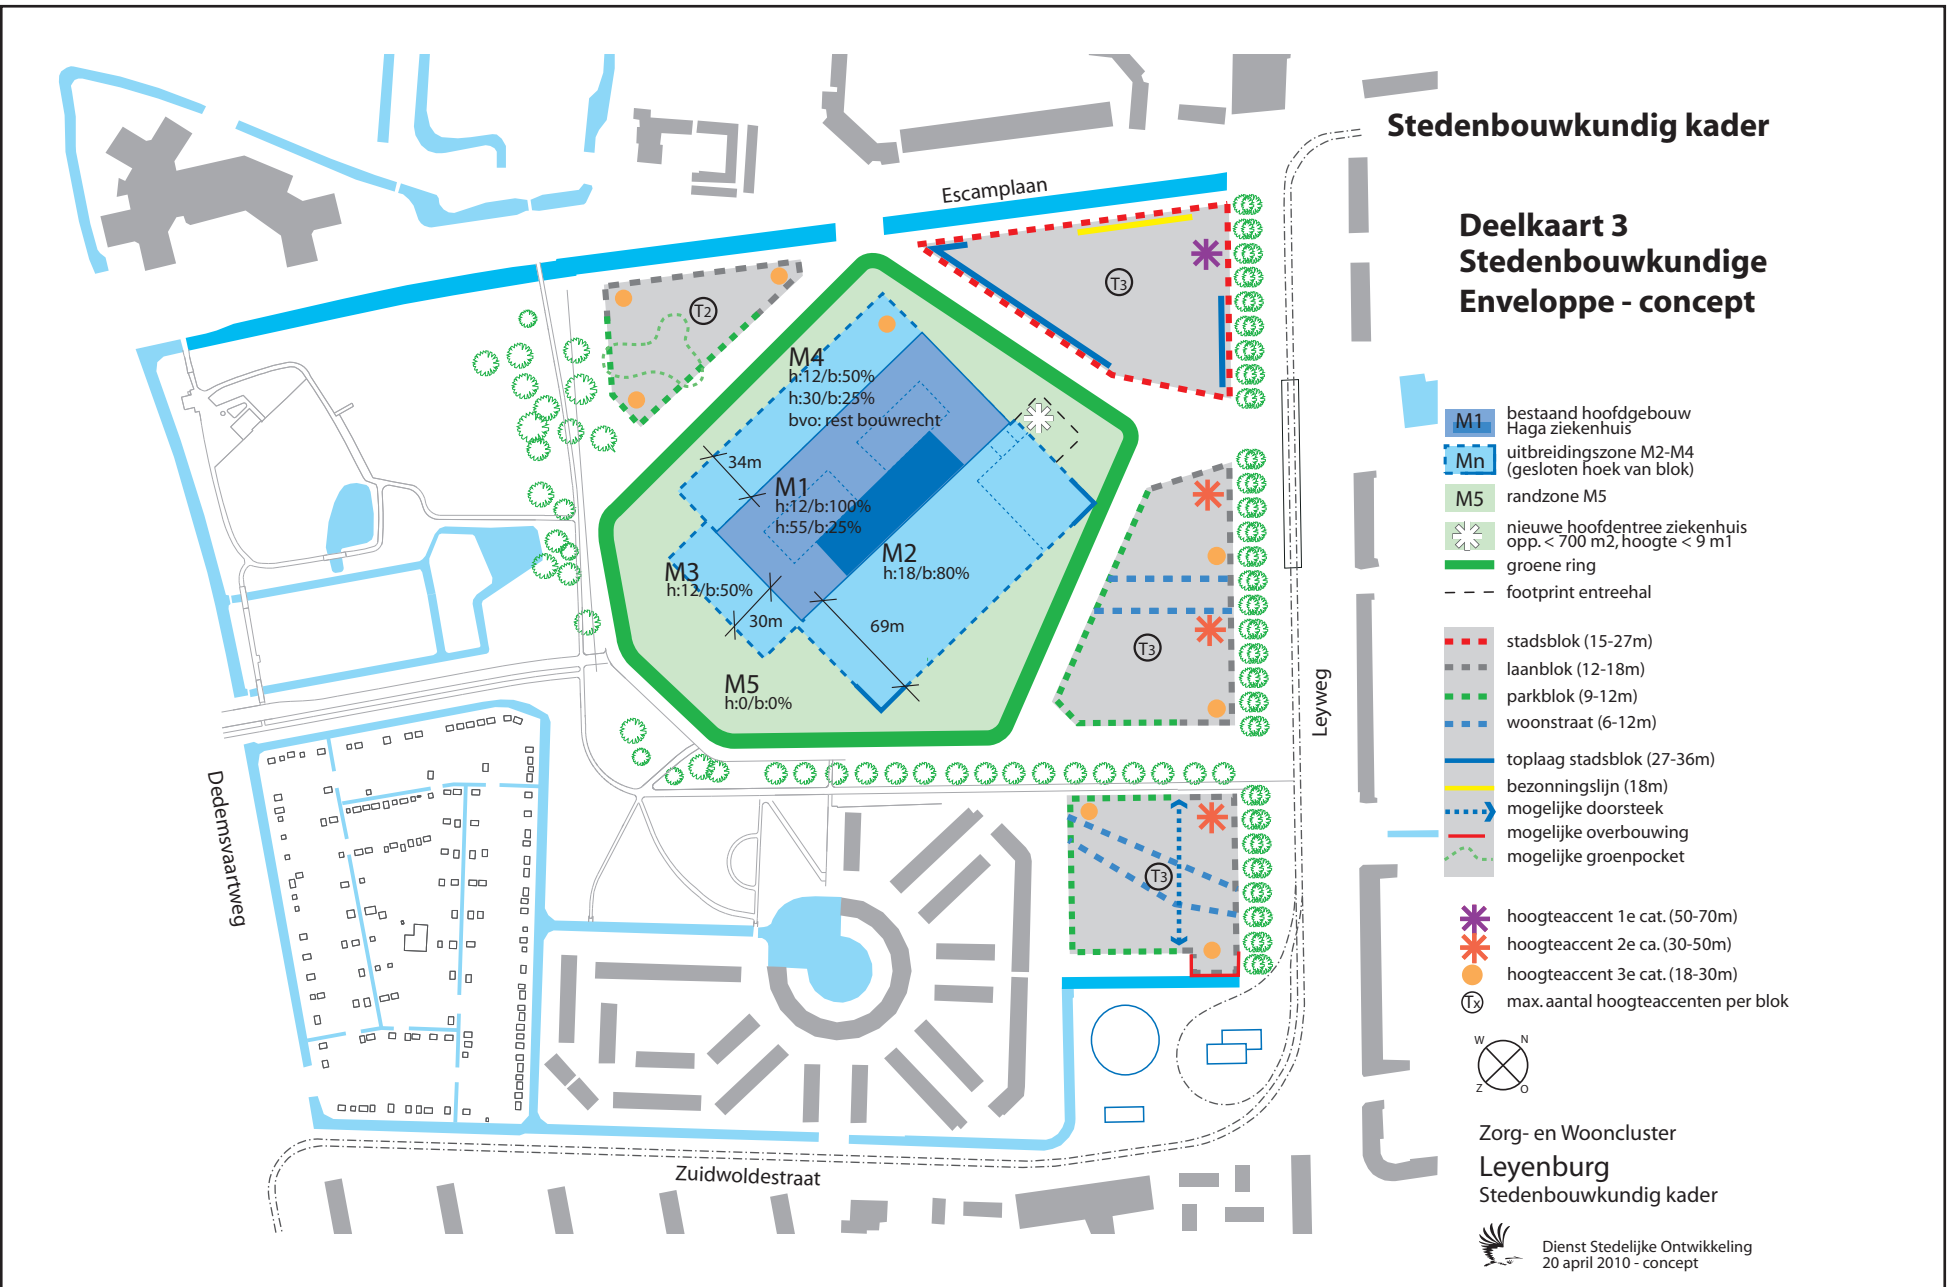 Stedenbouwkundig kader
Deelkaart 3
Stedenbouwkundige
Enveloppe - concept
Escamplaan
T2
T3
M4
h:12/b:50%
h:30/b:25%
bvo: rest bouwrecht
34m
M1
h:12/b:100%
h:55/b:25%
M2
h:18/b:80%
M3
h:12/b:50%
30m
69m
M5
h:0/b:0%
T3
T3
Leyweg
Dedemsvaartweg
Zuidwoldestraat
M1 bestaand hoofdgebouw
Haga ziekenhuis
Mn uitbreidingszone M2-M4
(gesloten hoek van blok)
M5 randzone M5
nieuwe hoofdentree ziekenhuis
opp. < 700 m2, hoogte < 9 m1
groene ring
footprint entreehal
stadsblok (15-27m)
laanblok (12-18m)
parkblok (9-12m)
woonstraat (6-12m)
toplaag stadsblok (27-36m)
bezonningslijn (18m)
mogelijke doorsteek
mogelijke overbouwing
mogelijke groenpocket
hoogteaccent 1e cat. (50-70m)
hoogteaccent 2e ca. (30-50m)
hoogteaccent 3e cat. (18-30m)
Tx max. aantal hoogteaccenten per blok
W N
Z O
Zorg- en Wooncluster
Leyenburg
Stedenbouwkundig kader
Dienst Stedelijke Ontwikkeling
20 april 2010 - concept